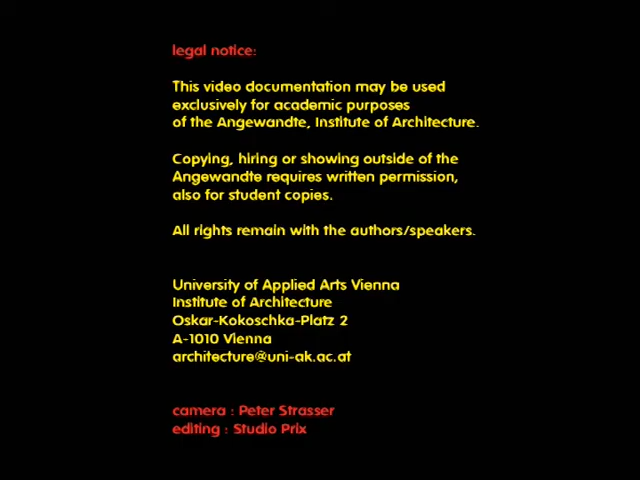 legal notice:
This video documentation may be used
exclusively for academic purposes
of the Angewandte, Institute of Architecture.
Copying, hiring or showing outside of the
Angewandte requires written permission,
also for student copies.
All rights remain with the authors/speakers.
University of Applied Arts Vienna
Institute of Architecture
Oskar-Kokoschka-Platz 2
A-1010 Vienna
architecture@uni-ak.ac.at
camera : Peter Strasser
editing : Studio Prix